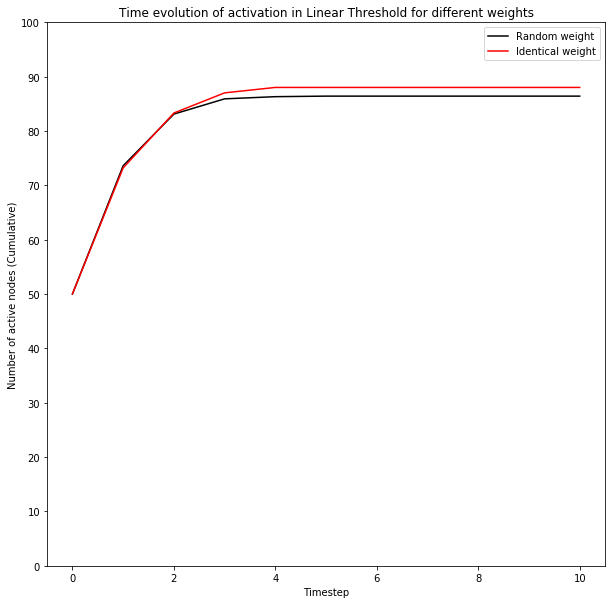 Time evolution of activation in Linear Threshold for different weights
Random weight
Identical weight
Number of active nodes (Cumulative)
100
90
80
70
60
50
40
30
20
10
0
0 2 4 6 8 10
Timestep